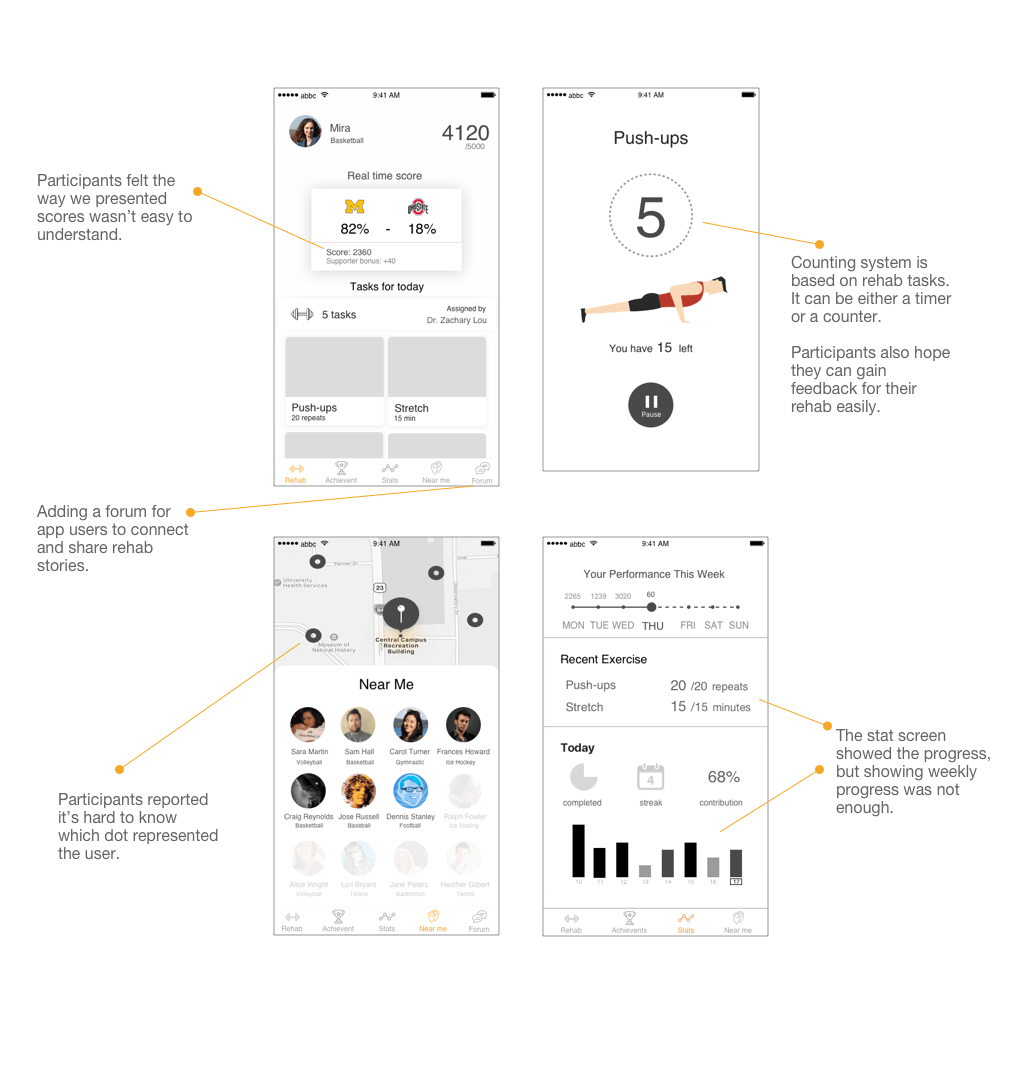 abbc 9:41 AM
Mira
Basketball
4120
/5000
Real time score
M
OHIO STATE
82% - 18%
Score: 2360
Supporter bonus: +40
Tasks for today
5 tasks
Assigned by
Dr. Zachary Lou
Push-ups
20 repeats
Stretch
15 min
Rehab Achievent Stats Near me Forum
Participants felt the
way we presented
scores wasn’t easy to
understand.
abbc 9:41 AM
Push-ups
5
You have 15 left
Pause
Counting system is
based on rehab tasks.
It can be either a timer
or a counter.
Participants also hope
they can gain
feedback for their
rehab easily.
Adding a forum for
app users to connect
and share rehab
stories.
abbc 9:41 AM
Palmer Dr
University
Health Services
23
Observatory St
Central Campus
Recreation
Building
Museum of
Natural History
Near Me
Sara Martin Sam Hall Carol Turner Frances Howard
Volleyball Basketball Gymnastic Ice Hockey
Craig Reynolds Jose Russell Dennis Stanley Ralph Fowler
Basketball Baseball Football Ice Skating
Alice Wright Lori Bryant Jane Peters Heather Gilbert
Volleyball Tennis Badminton Tennis
Rehab Achievent Stats Near me Forum
Participants reported
it’s hard to know
which dot represented
the user.
abbc 9:41 AM
Your Performance This Week
2265 1239 3020 60
MON TUE WED THU FRI SAT SUN
Recent Exercise
Push-ups 20 /20 repeats
Stretch 15 /15 minutes
Today
4
68%
completed streak contribution
10 11 12 13 14 15 16 17
Rehab Achievents Stats Near me
The stat screen
showed the progress,
but showing weekly
progress was not
enough.